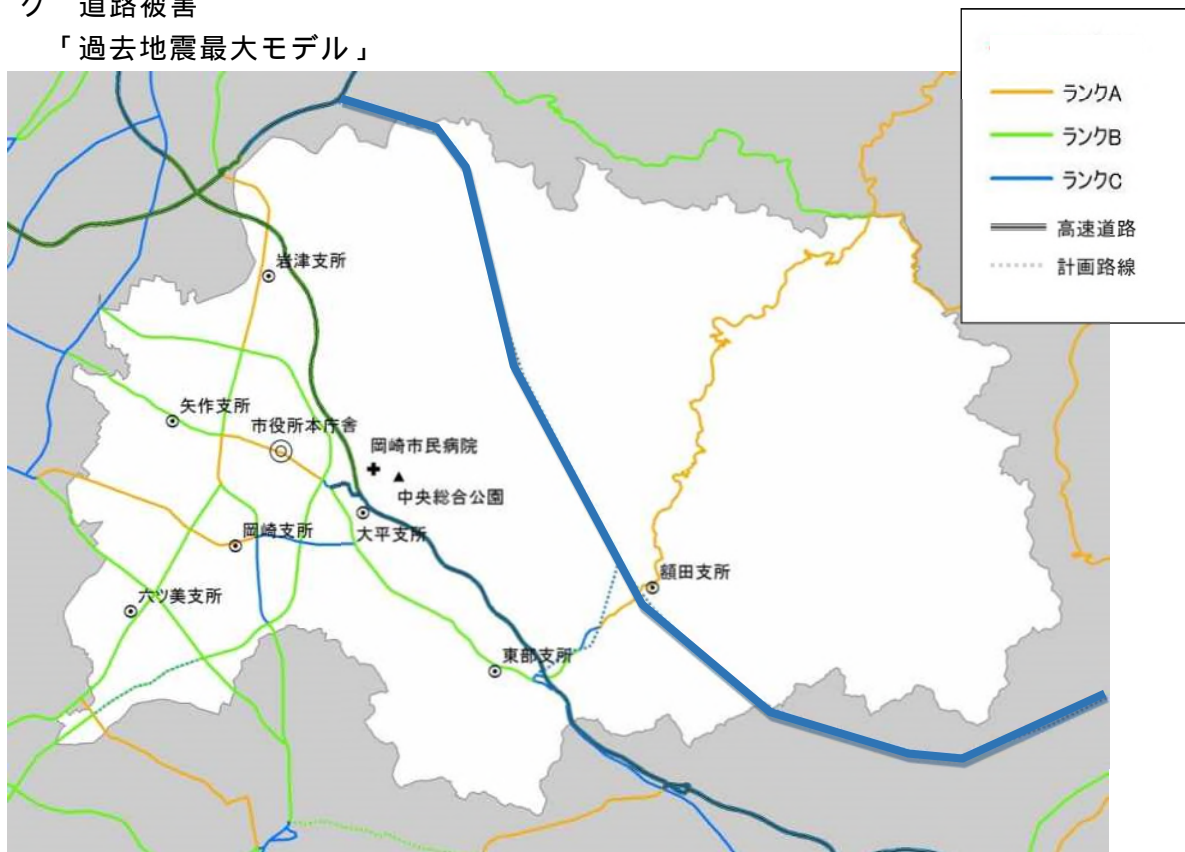 道路被害
「過去地震最大モデル」
ランクA
ランクB
ランクC
高速道路
計画路線
岩津支所
矢作支所
市役所本庁舎
岡崎市民病院
中央総合公園
大平支所
岡崎支所
額田支所
六ツ美支所
東部支所